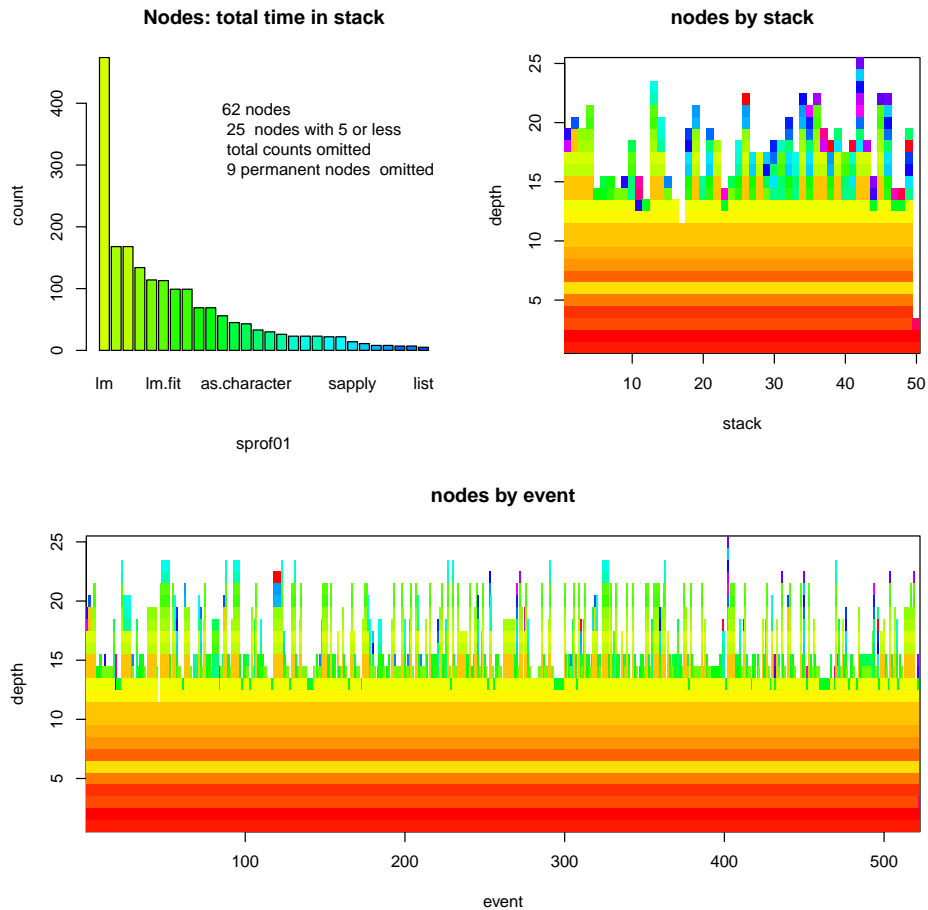 Nodes: total time in stack
count
0
100
200
300
400
62 nodes
25 nodes with 5 or less
total counts omitted
9 permanent nodes omitted
lm
lm.fit
as.character
sapply
list
sprof01
nodes by stack
depth
5
10
15
20
25
10
20
30
40
50
stack
nodes by event
depth
5
10
15
20
25
100
200
300
400
500
event